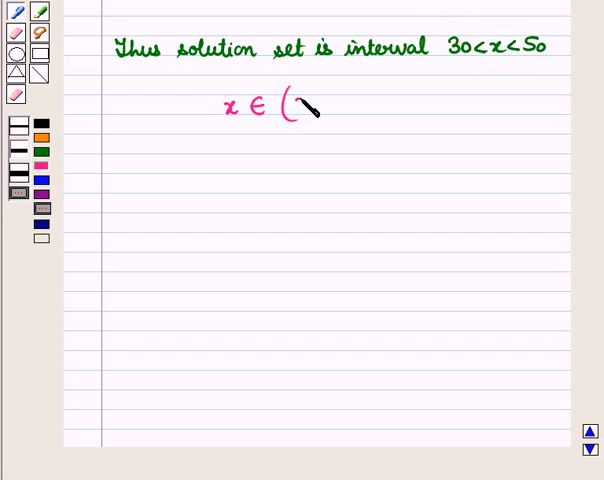 Thus solution set is interval 30<x<50
x ∈ (